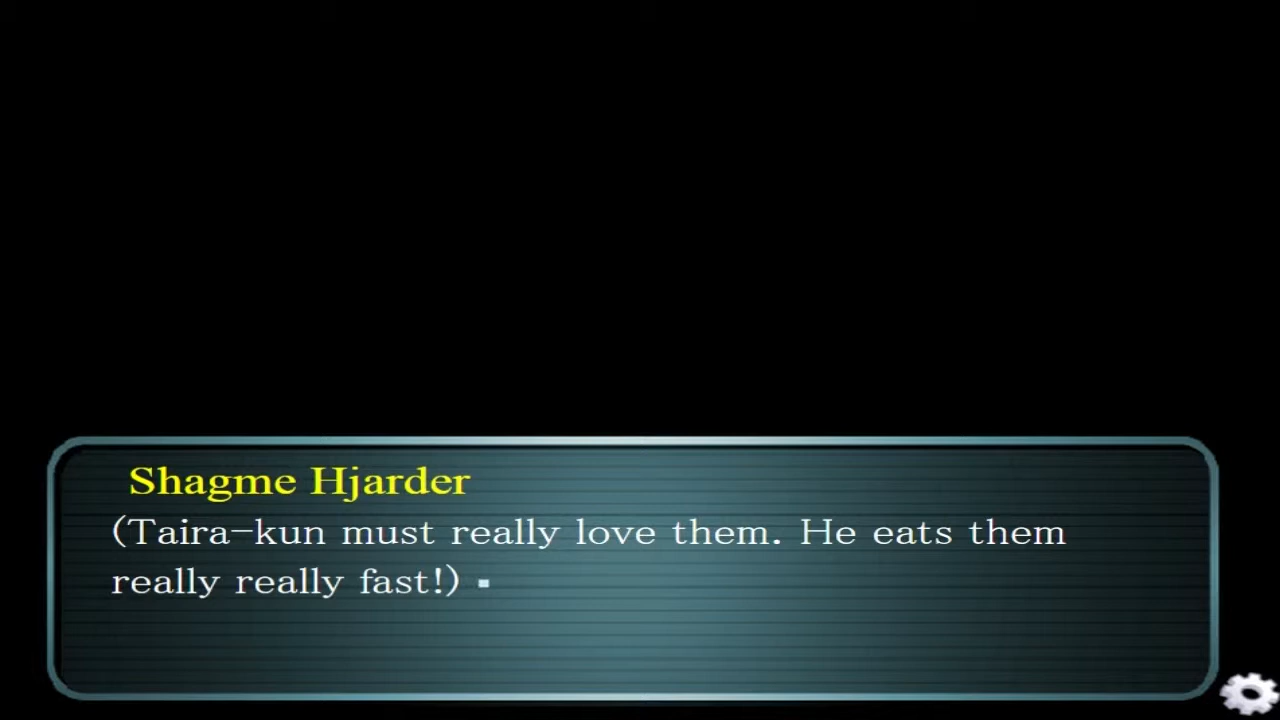 Shagme Hjarder
(Taira-kun must really love them. He eats them
really really fast!)